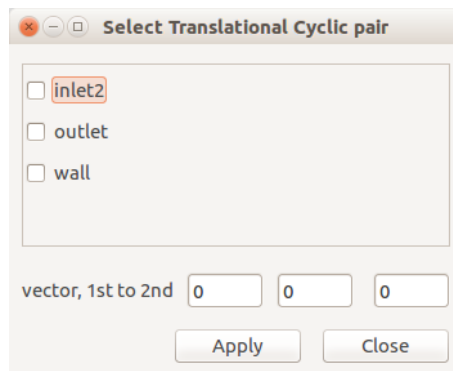 Select Translational Cyclic pair
inlet2
outlet
wall
vector, 1st to 2nd 0 0 0
Apply Close